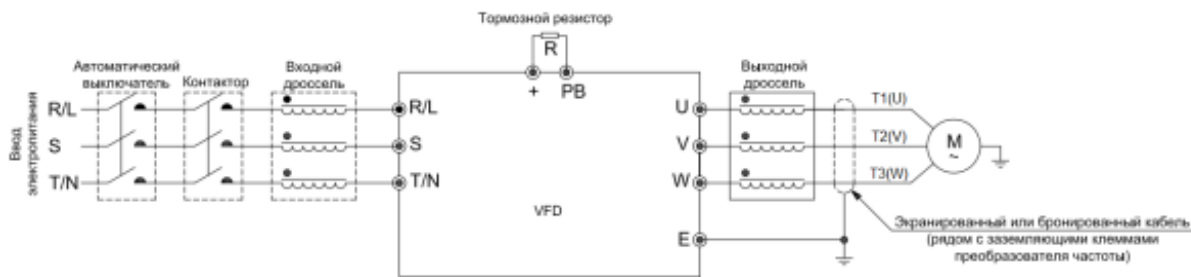 Тормозной резистор
R
+ PB
Автоматический
выключатель
Контактор
Входной
дроссель
Выходной
дроссель
Ввод
электропитания
R/L
S
T/N
R/L
S
T/N
VFD
U
V
W
E
T1(U)
T2(V)
T3(W)
M
~
Экранированный или бронированный кабель
(рядом с заземляющими клеммами
преобразователя частоты)